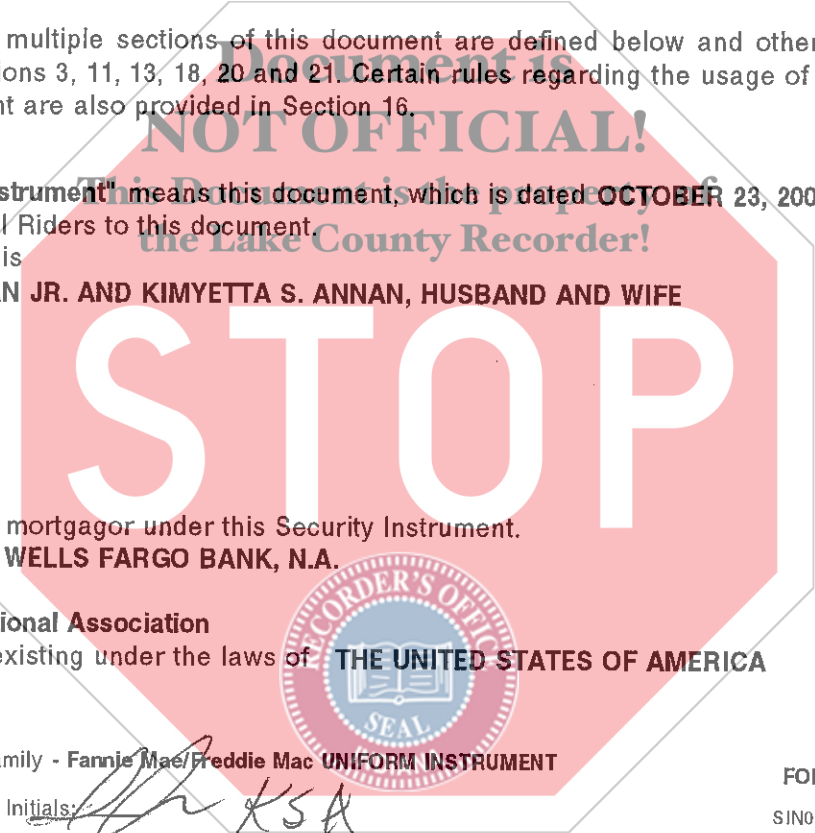 multiple sections of this document are defined below and other
ions 3, 11, 13, 18, 20 and 21. Certain rules regarding the usage of
nt are also provided in Section 16.
Document is
NOT OFFICIAL!
This Document is the property of
the Lake County Recorder!
strument" means this document, which is dated OCTOBER 23, 200
l Riders to this document.
is
N JR. AND KIMYETTA S. ANNAN, HUSBAND AND WIFE
STOP
mortgagor under this Security Instrument.
WELLS FARGO BANK, N.A.
ional Association
existing under the laws of THE UNITED STATES OF AMERICA
RECORDER'S OFFIC
SEAL
INDIANA
mily - Fannie Mae/Freddie Mac UNIFORM INSTRUMENT
FO
Initials: KSA
SIN0